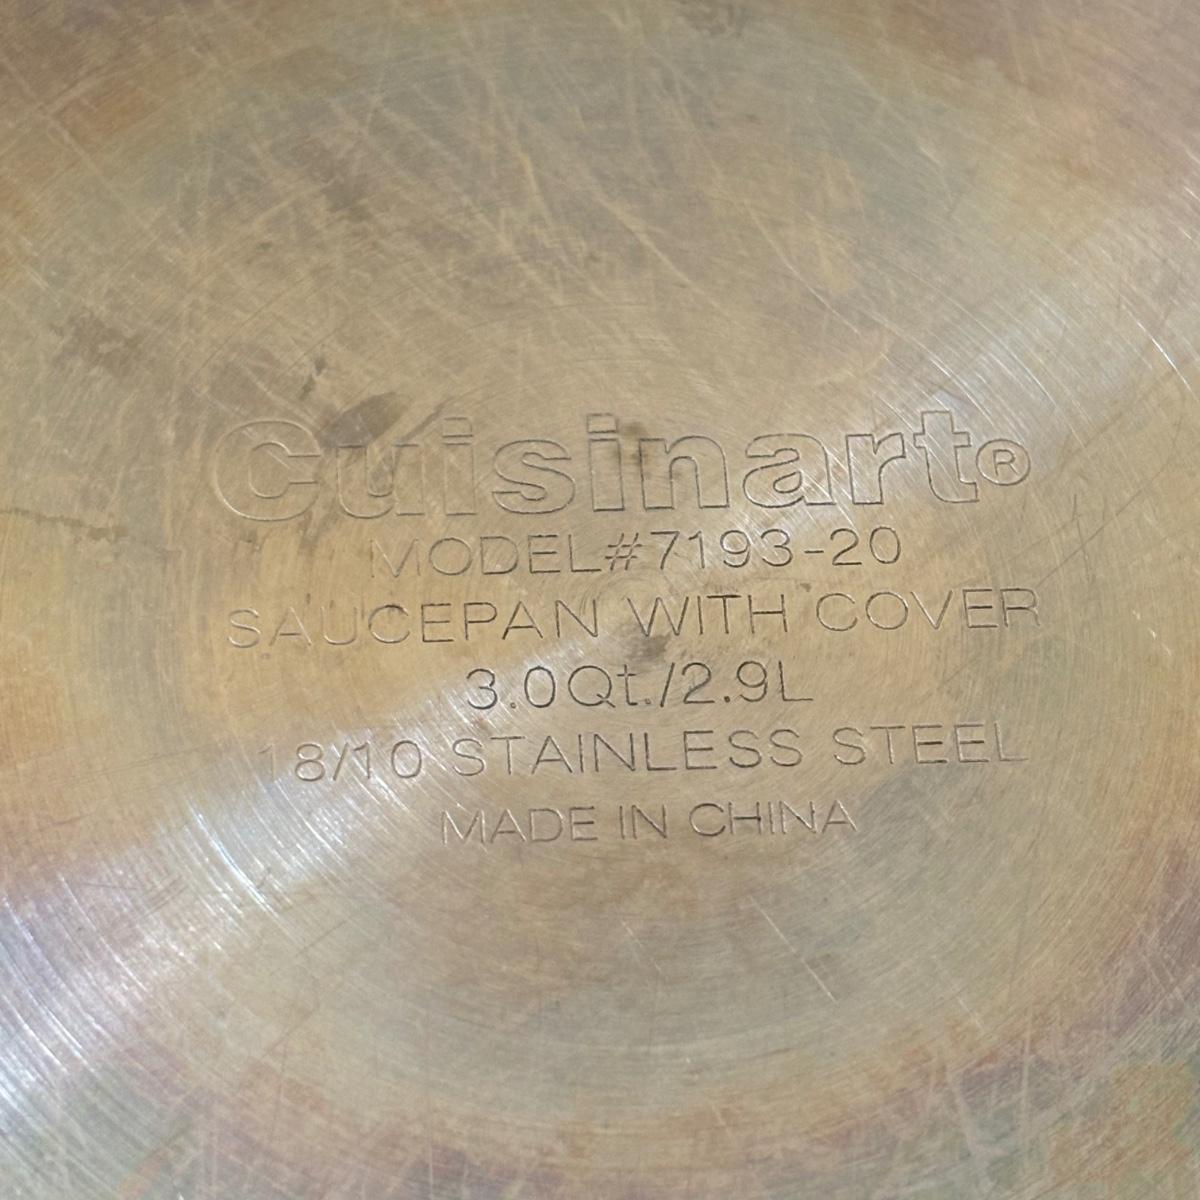 Cuisinart®
MODEL#7193-20
SAUCEPAN WITH COVER
3.0Qt./2.9L
18/10 STAINLESS STEEL
MADE IN CHINA